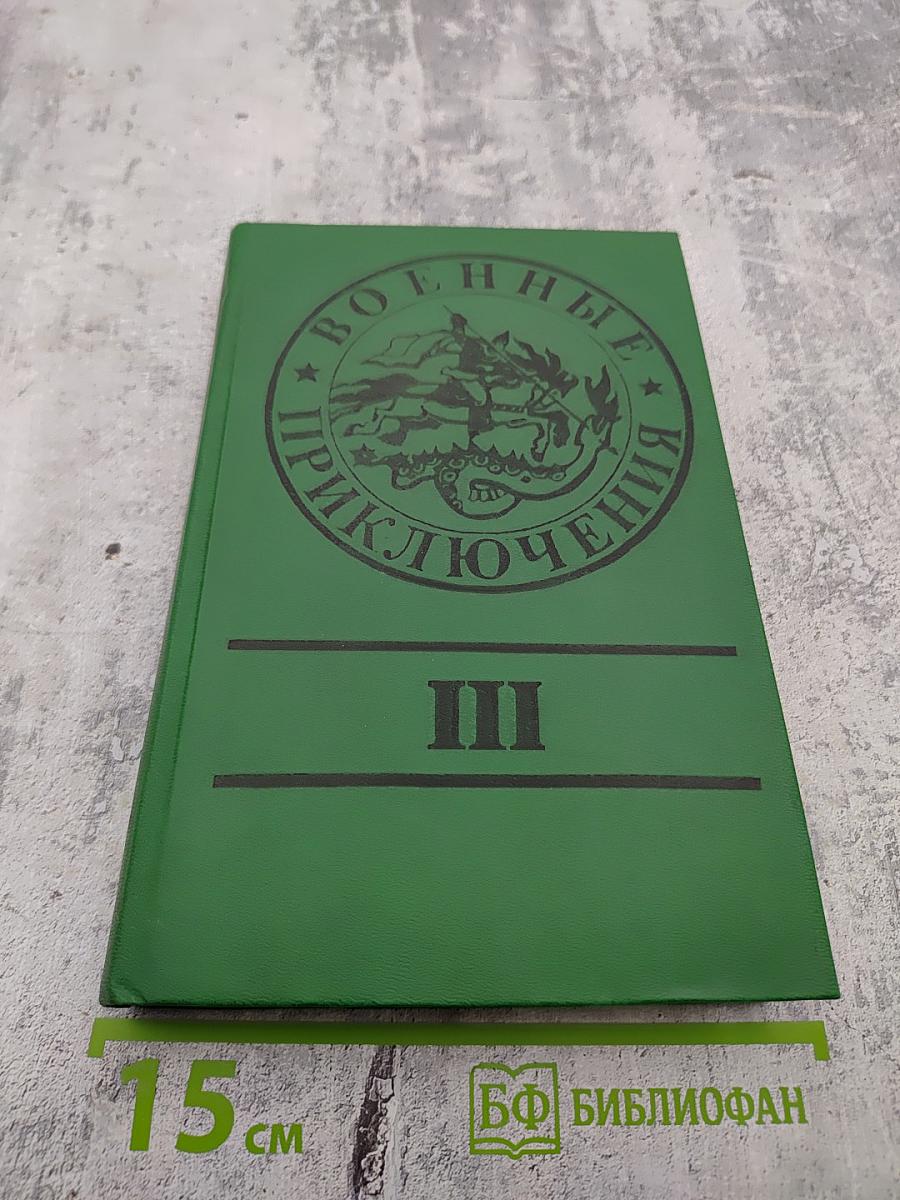 ВОЕННЫЕ
ПРИКЛЮЧЕНИЯ
III
15 см
БФ БИБЛИОФАН